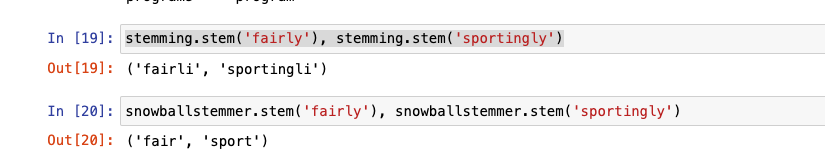 In [19]: stemming.stem('fairly'), stemming.stem('sportingly')
Out[19]: ('fairli', 'sportingli')
In [20]: snowballstemmer.stem('fairly'), snowballstemmer.stem('sportingly')
Out[20]: ('fair', 'sport')